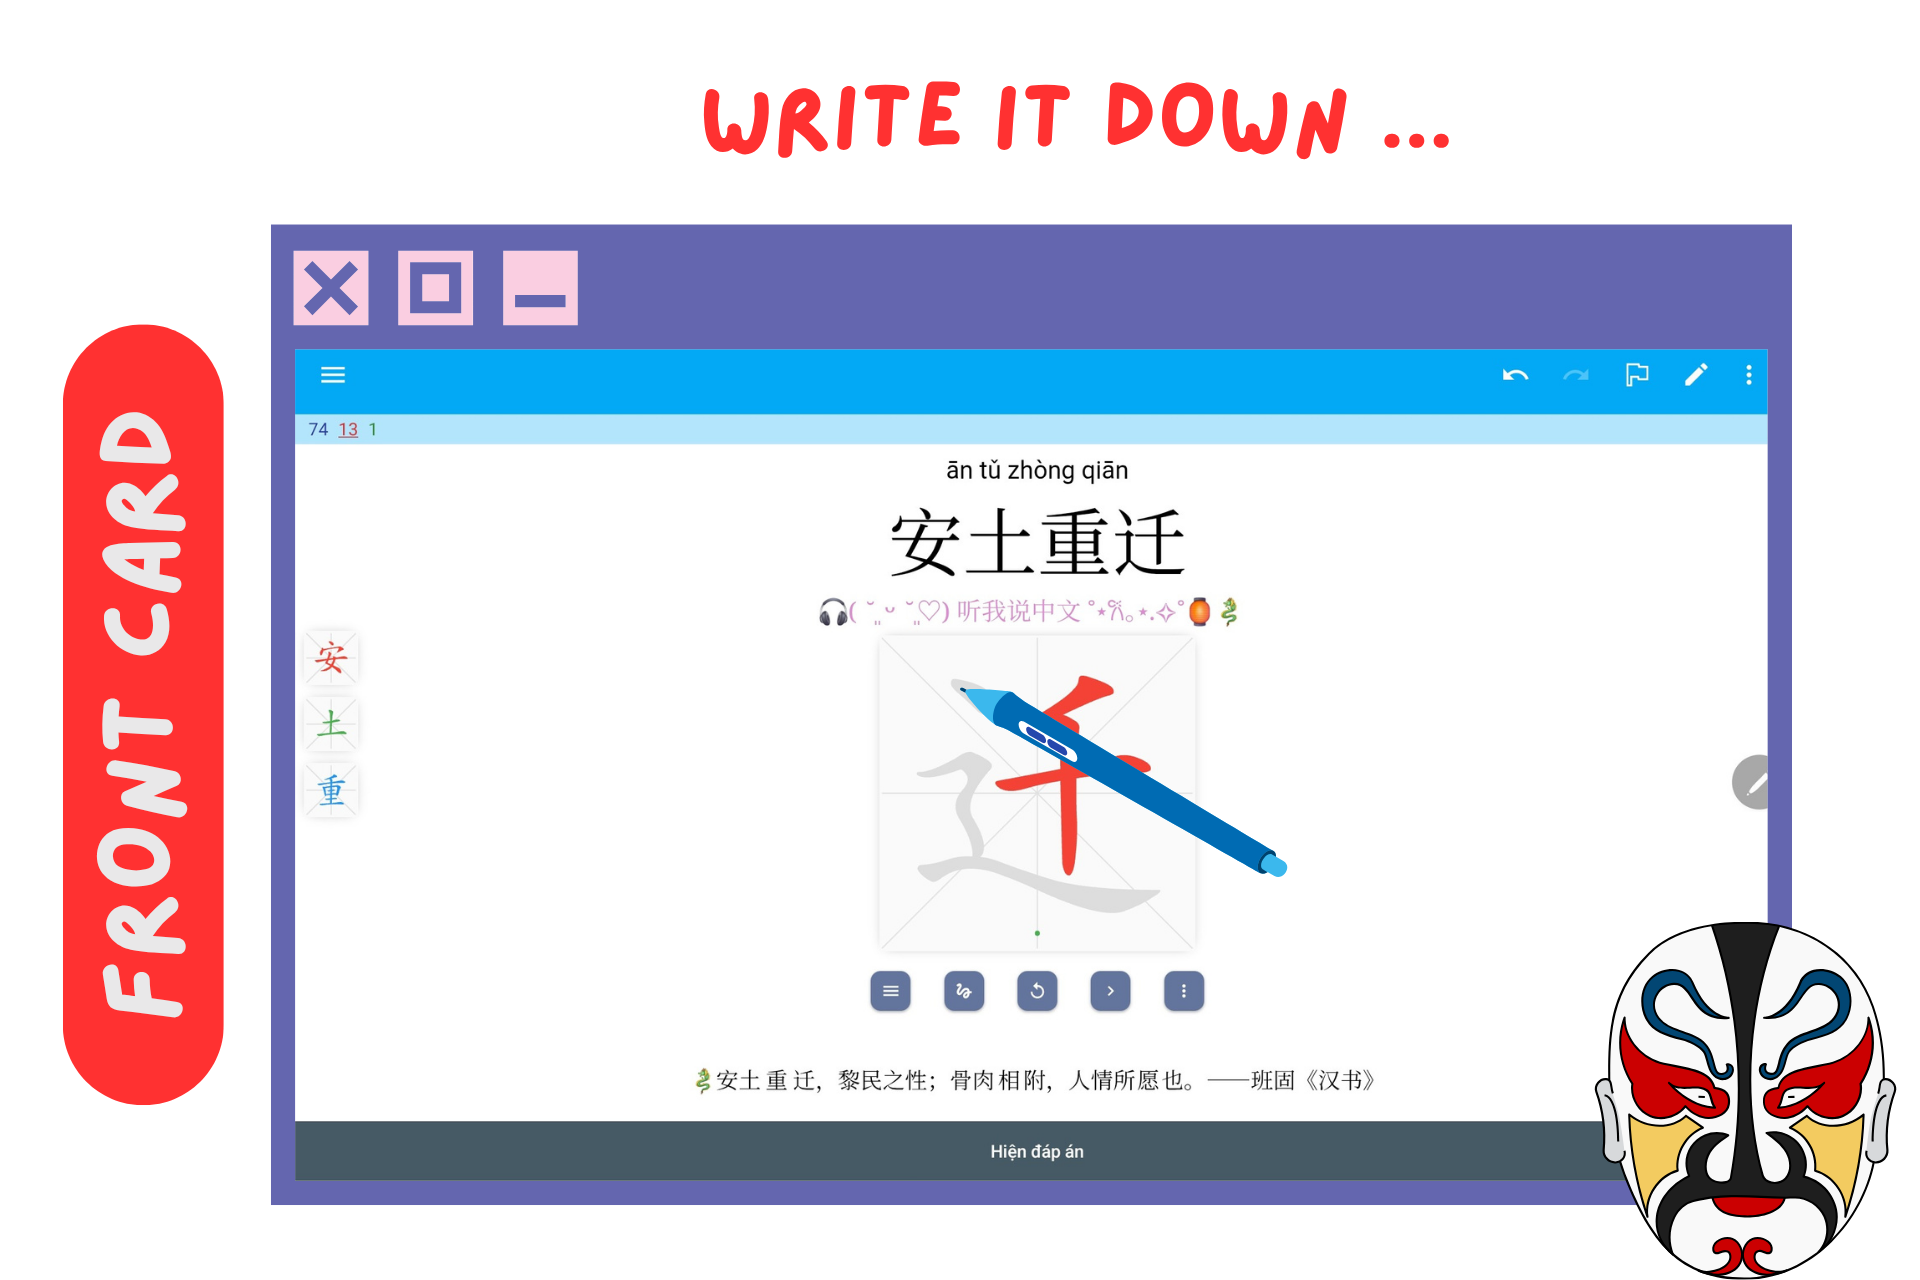 WRITE IT DOWN ...
FRONT CARD
74 13 1
ān tǔ zhòng qiān
安土重迁
听我说中文
安
土
重
迁
安土重迁，黎民之性；骨肉相附，人情所愿也。——班固《汉书》
Hiện đáp án